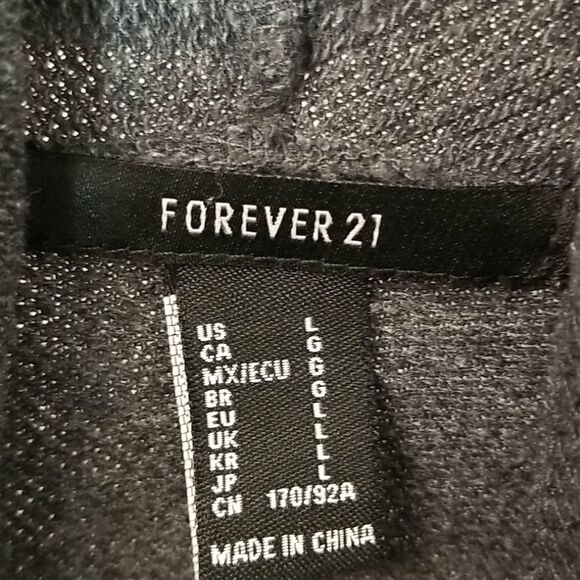 FOREVER 21
US L
CA G
MX/ECU G
BR G
EU L
UK L
KR L
JP L
CN 170/92A
MADE IN CHINA